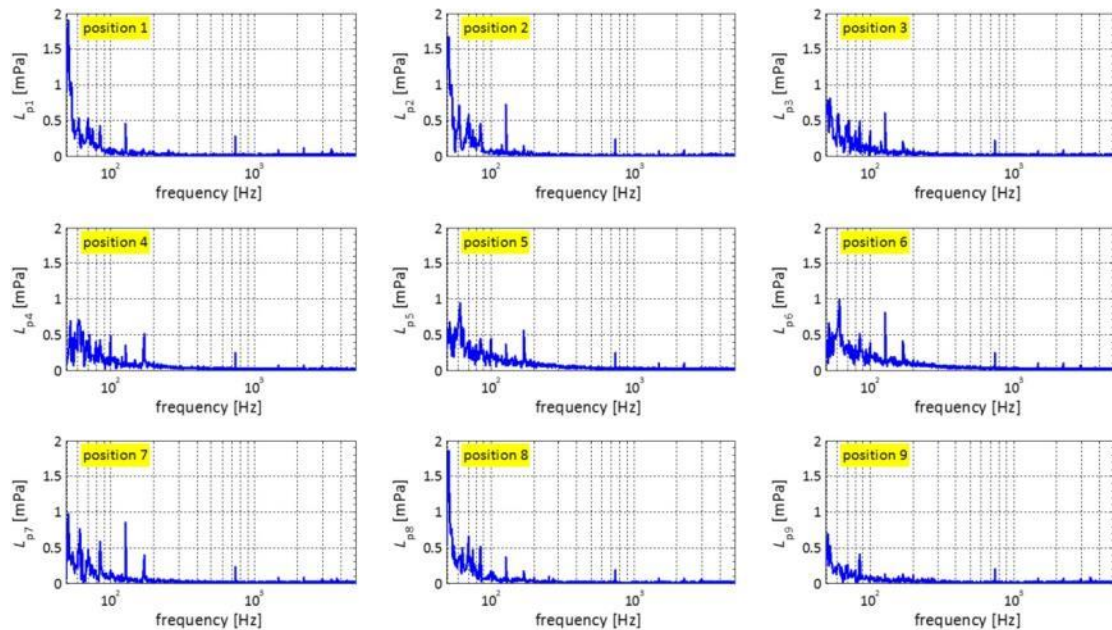 position 1
L_p1 [mPa]
2
1.5
1
0.5
0
10² 10³
frequency [Hz]
position 2
L_p2 [mPa]
2
1.5
1
0.5
0
10² 10³
frequency [Hz]
position 3
L_p3 [mPa]
2
1.5
1
0.5
0
10² 10³
frequency [Hz]
position 4
L_p4 [mPa]
2
1.5
1
0.5
0
10² 10³
frequency [Hz]
position 5
L_p5 [mPa]
2
1.5
1
0.5
0
10² 10³
frequency [Hz]
position 6
L_p6 [mPa]
2
1.5
1
0.5
0
10² 10³
frequency [Hz]
position 7
L_p7 [mPa]
2
1.5
1
0.5
0
10² 10³
frequency [Hz]
position 8
L_p8 [mPa]
2
1.5
1
0.5
0
10² 10³
frequency [Hz]
position 9
L_p9 [mPa]
2
1.5
1
0.5
0
10² 10³
frequency [Hz]